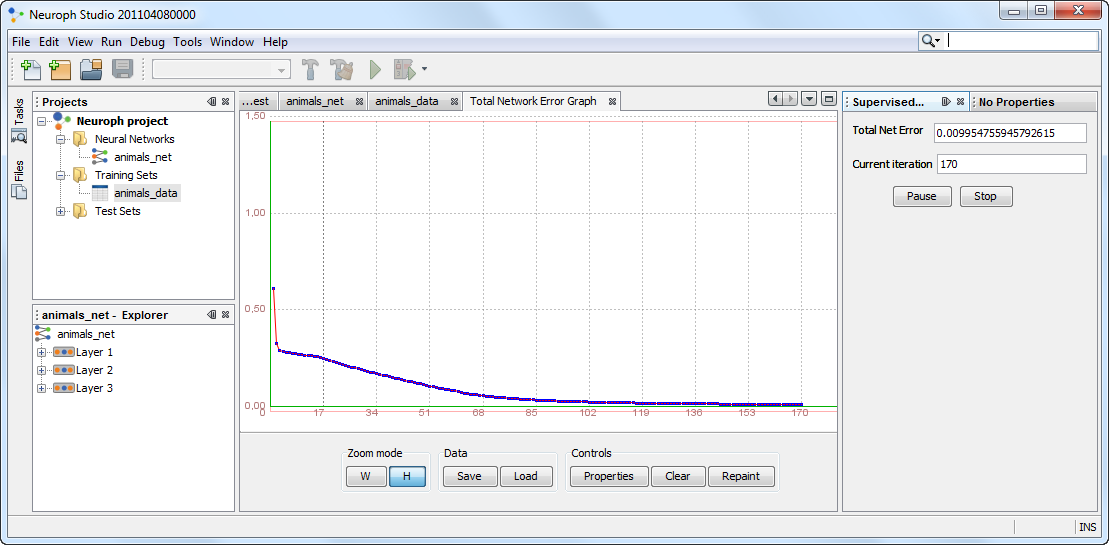 Neuroph Studio 201104080000
File Edit View Run Debug Tools Window Help
Tasks
Files
Projects
Neuroph project
Neural Networks
animals_net
Training Sets
animals_data
Test Sets
animals_net - Explorer
animals_net
Layer 1
Layer 2
Layer 3
...est animals_net animals_data Total Network Error Graph
1,50
1,00
0,50
0,00
0 17 34 51 68 85 102 119 136 153 170
Zoom mode Data Controls
W H Save Load Properties Clear Repaint
Supervised... No Properties
Total Net Error 0.009954755945792615
Current iteration 170
Pause Stop
INS